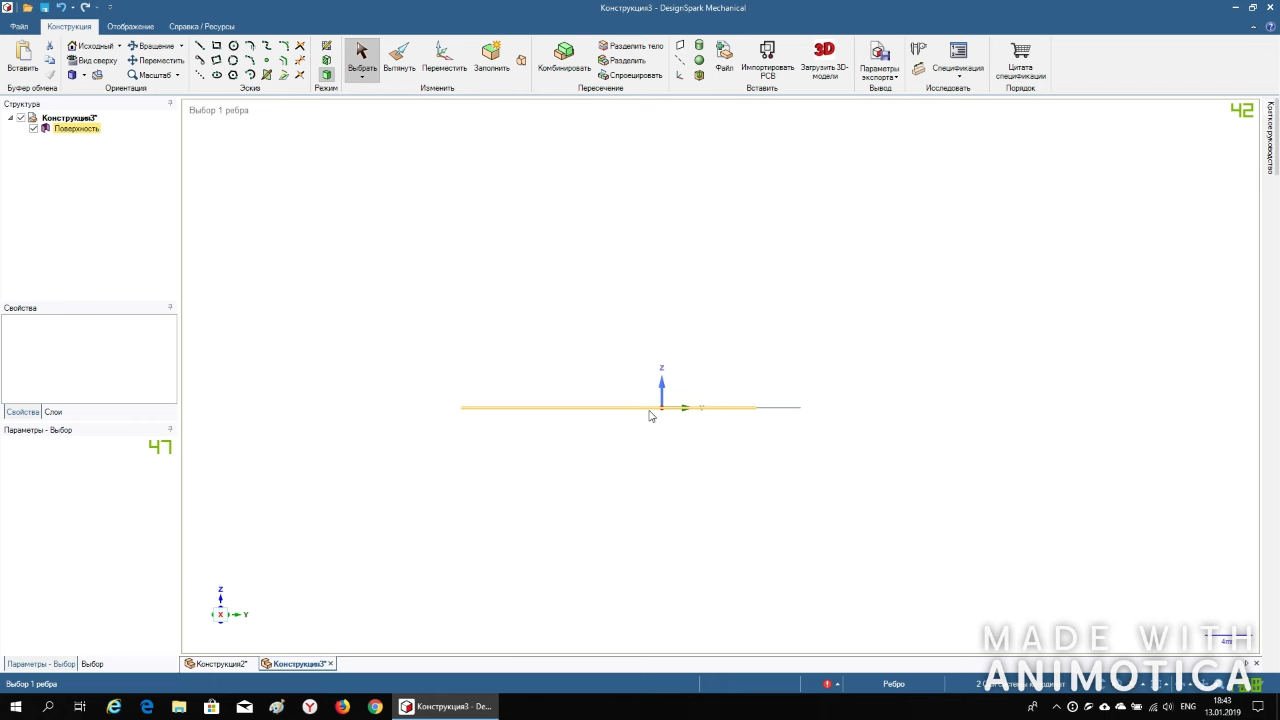 Конструкция3 - DesignSpark Mechanical
Файл Конструкция Отображение Справка / Ресурсы
Исходный Вращение Разделить тело
Вид сверху Переместить Разделить
Масштаб Спроецировать
Вставить Выбрать Вытянуть Переместить Заполнить Комбинировать Файл Импортировать PCB Загрузить 3D-модели Параметры экспорта Спецификация Цитата спецификации
3D
Буфер обмена Ориентация Эскиз Режим Изменить Пересечение Вставить Вывод Исследовать Порядок
Структура
Конструкция3*
Поверхность
Выбор 1 ребра
42
Краткое руководство
Свойства
Свойства Слои
Параметры - Выбор
47
Z
Y
Z
X Y
MADE WITH
ANIMOTICA
Параметры - Выбор Выбор Конструкция2* Конструкция3*
Выбор 1 ребра Ребро
Конструкция3 - De...
ENG
18:43
13.01.2019